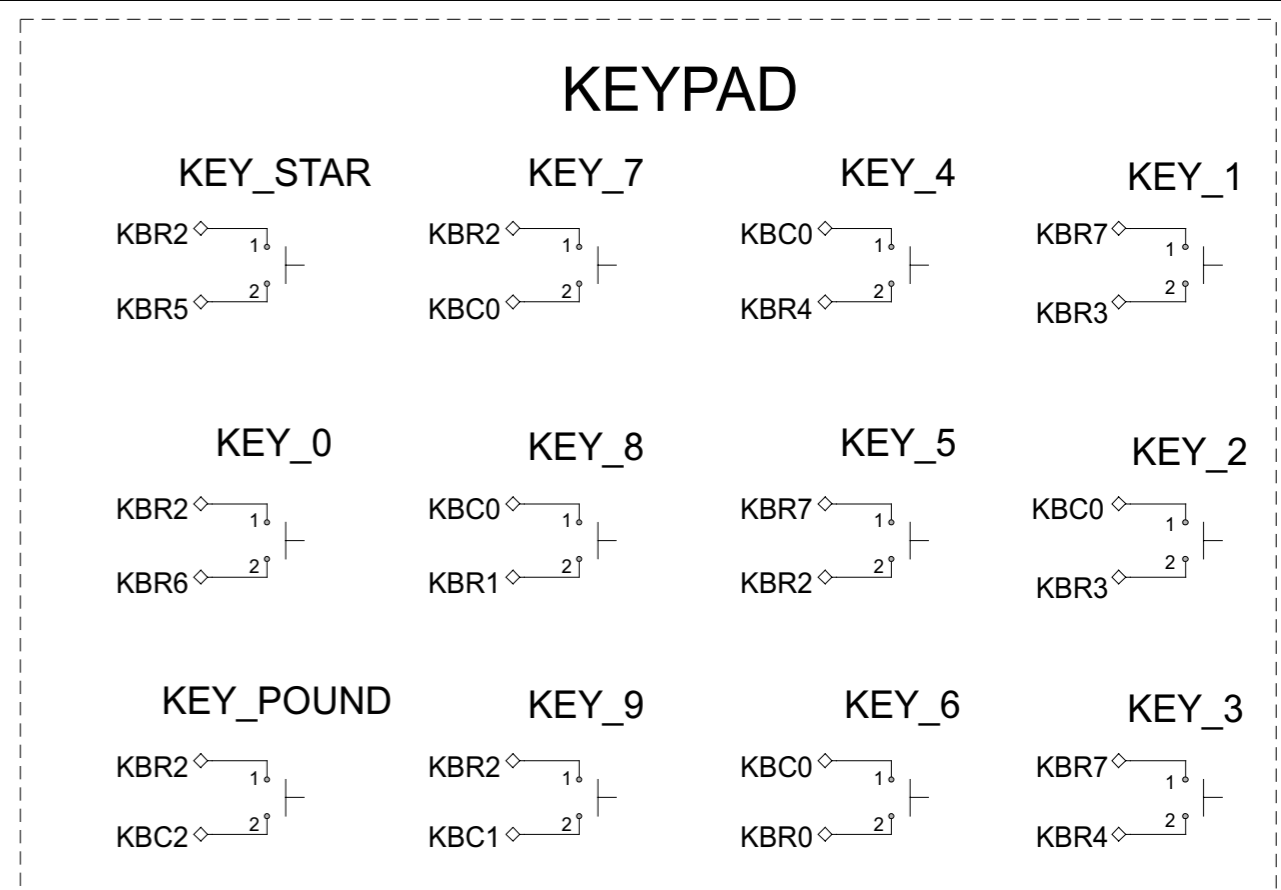 KEYPAD
KEY_STAR KEY_7 KEY_4 KEY_1
KBR2 1 KBR2 1 KBC0 1 KBR7 1
KBR5 2 KBC0 2 KBR4 2 KBR3 2
KEY_0 KEY_8 KEY_5 KEY_2
KBR2 1 KBC0 1 KBR7 1 KBC0 1
KBR6 2 KBR1 2 KBR2 2 KBR3 2
KEY_POUND KEY_9 KEY_6 KEY_3
KBR2 1 KBR2 1 KBC0 1 KBR7 1
KBC2 2 KBC1 2 KBR0 2 KBR4 2